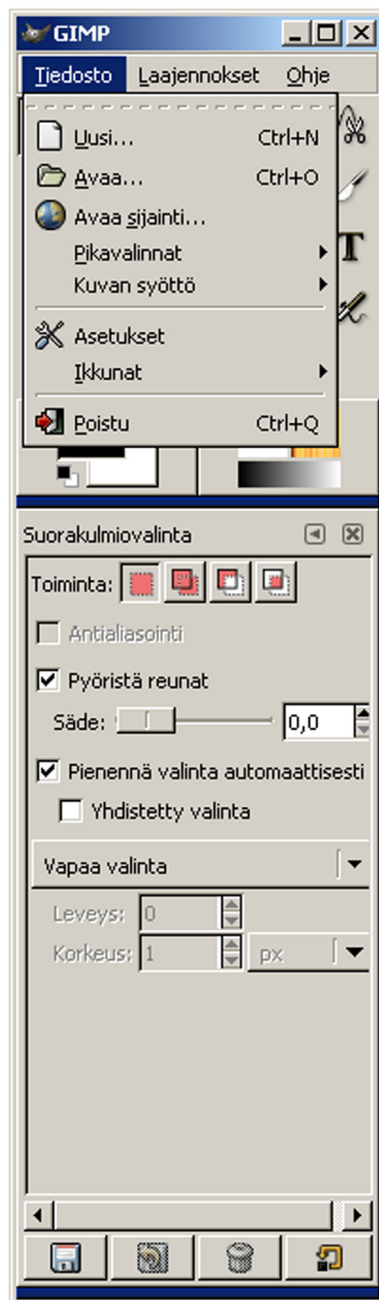 GIMP
Tiedosto Laajennokset Ohje
Uusi... Ctrl+N
Avaa... Ctrl+O
Avaa sijainti...
Pikavalinnat
Kuvan syöttö
Asetukset
Ikkunat
Poistu Ctrl+Q
Suorakulmiovalinta
Toiminta:
Antialiasointi
Pyöristä reunat
Säde: 0,0
Pienennä valinta automaattisesti
Yhdistetty valinta
Vapaa valinta
Leveys: 0
Korkeus: 1 px